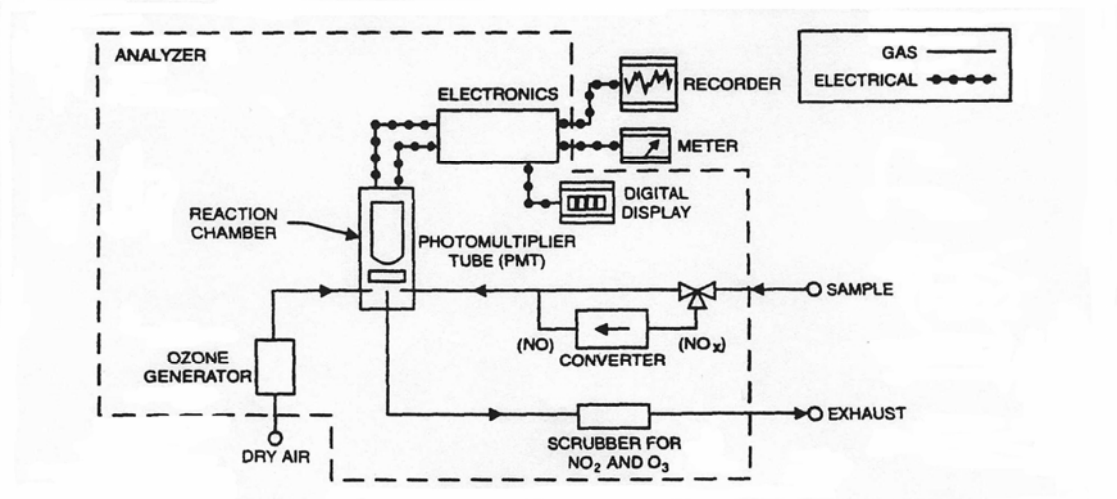 ANALYZER
GAS
ELECTRICAL
RECORDER
ELECTRONICS
METER
DIGITAL
DISPLAY
REACTION
CHAMBER
PHOTOMULTIPLIER
TUBE (PMT)
SAMPLE
(NO)
CONVERTER
(NOx)
OZONE
GENERATOR
EXHAUST
SCRUBBER FOR
NO2 AND O3
DRY AIR